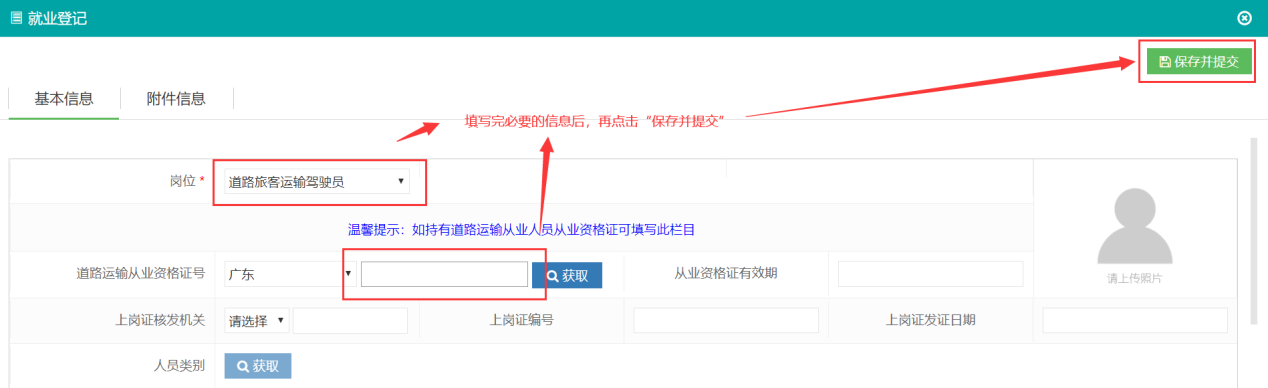 就业登记
保存并提交
基本信息 附件信息
填写完必要的信息后，再点击“保存并提交”
岗位 * 道路旅客运输驾驶员
温馨提示：如持有道路运输从业人员从业资格证可填写此栏目
道路运输从业资格证号 广东 获取 从业资格证有效期
请上传照片
上岗证核发机关 请选择 上岗证编号 上岗证发证日期
人员类别 获取